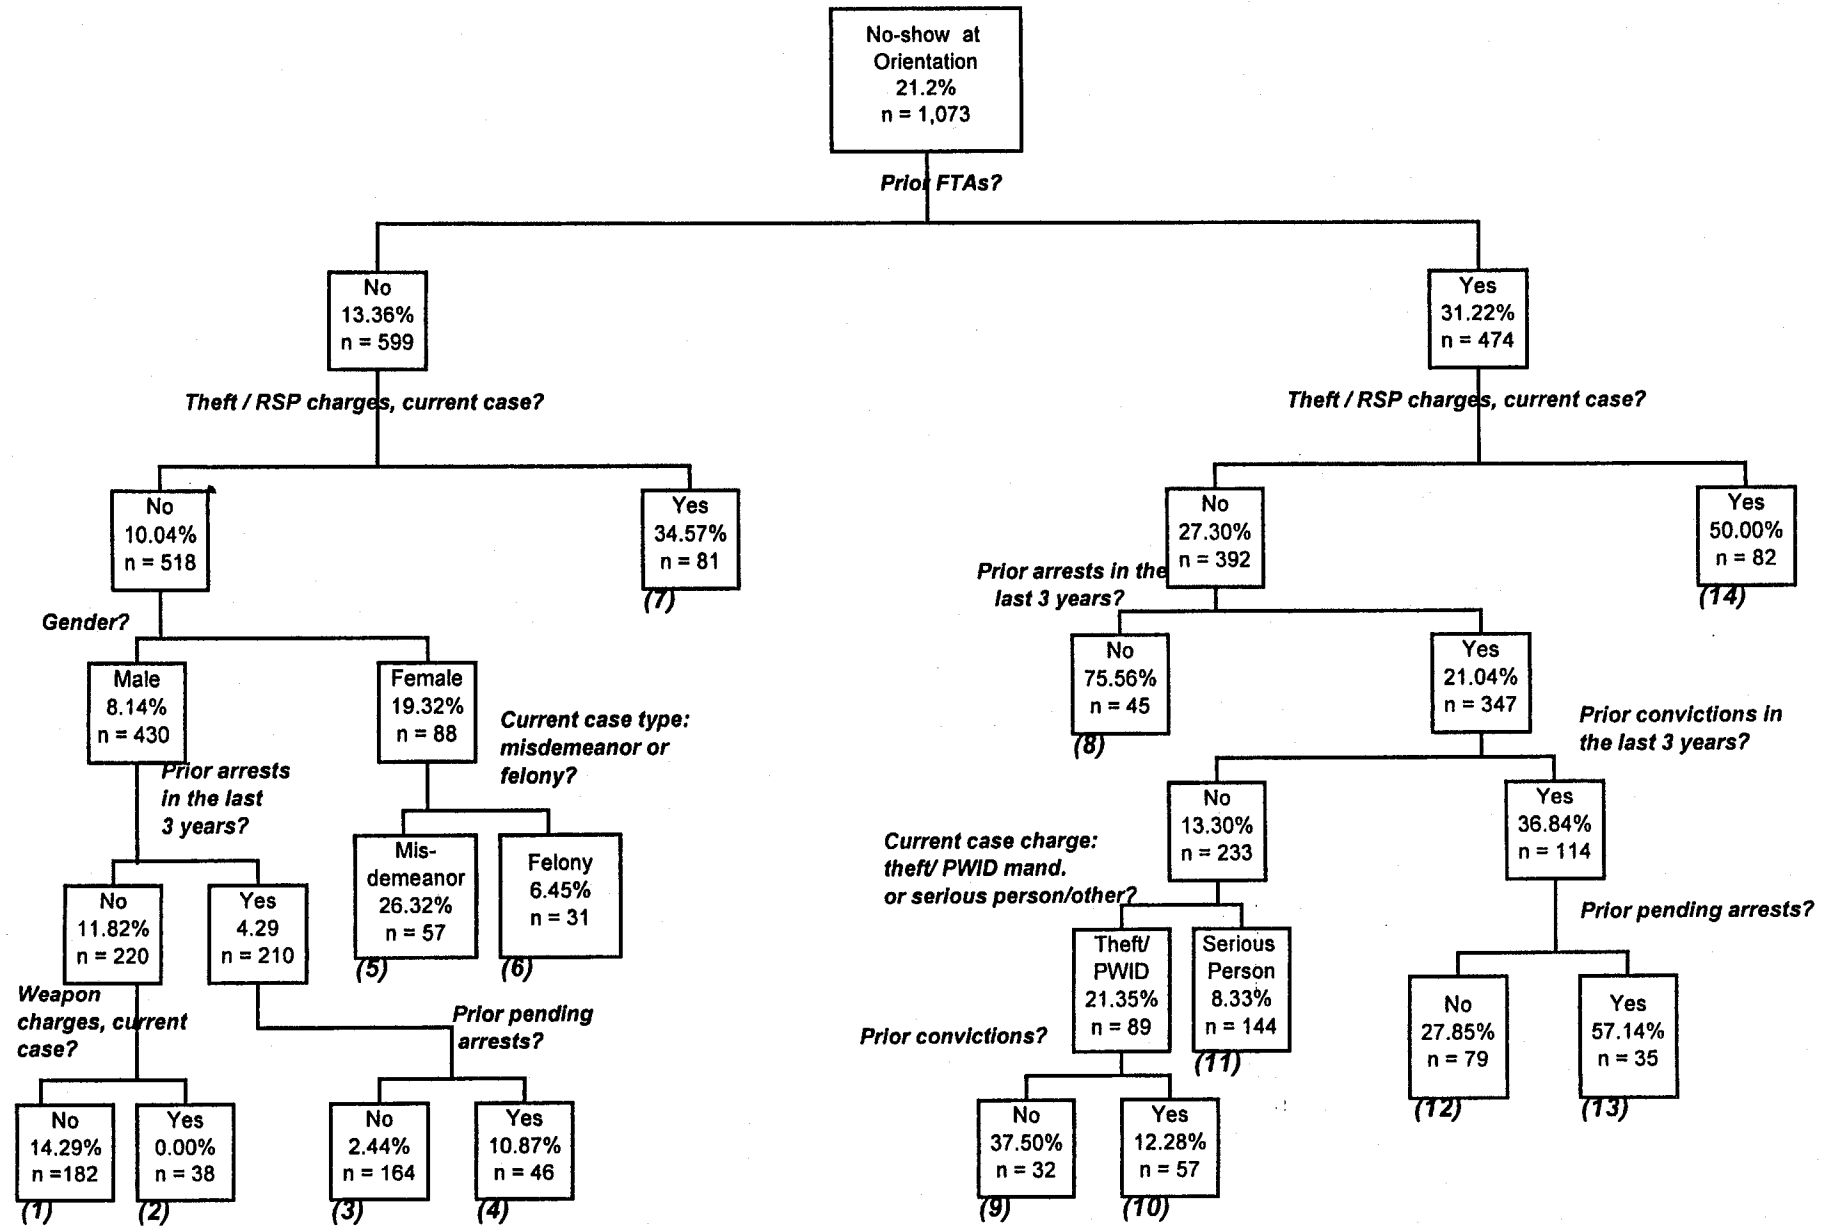 No-show at
Orientation
21.2%
n = 1,073
Prior FTAs?
No
13.36%
n = 599
Yes
31.22%
n = 474
Theft / RSP charges, current case?
Theft / RSP charges, current case?
No
10.04%
n = 518
Yes
34.57%
n = 81
(7)
No
27.30%
n = 392
Yes
50.00%
n = 82
(14)
Gender?
Prior arrests in the
last 3 years?
Male
8.14%
n = 430
Female
19.32%
n = 88
No
75.56%
n = 45
(8)
Yes
21.04%
n = 347
Prior arrests
in the last
3 years?
Current case type:
misdemeanor or
felony?
Prior convictions in
the last 3 years?
No
11.82%
n = 220
Yes
4.29
n = 210
Mis-
demeanor
26.32%
n = 57
(5)
Felony
6.45%
n = 31
(6)
No
13.30%
n = 233
Yes
36.84%
n = 114
Weapon
charges, current
case?
Prior pending
arrests?
Current case charge:
theft/ PWID mand.
or serious person/other?
Prior pending arrests?
Theft/
PWID
21.35%
n = 89
Serious
Person
8.33%
n = 144
(11)
No
27.85%
n = 79
(12)
Yes
57.14%
n = 35
(13)
Prior convictions?
No
14.29%
n =182
(1)
Yes
0.00%
n = 38
(2)
No
2.44%
n = 164
(3)
Yes
10.87%
n = 46
(4)
No
37.50%
n = 32
(9)
Yes
12.28%
n = 57
(10)